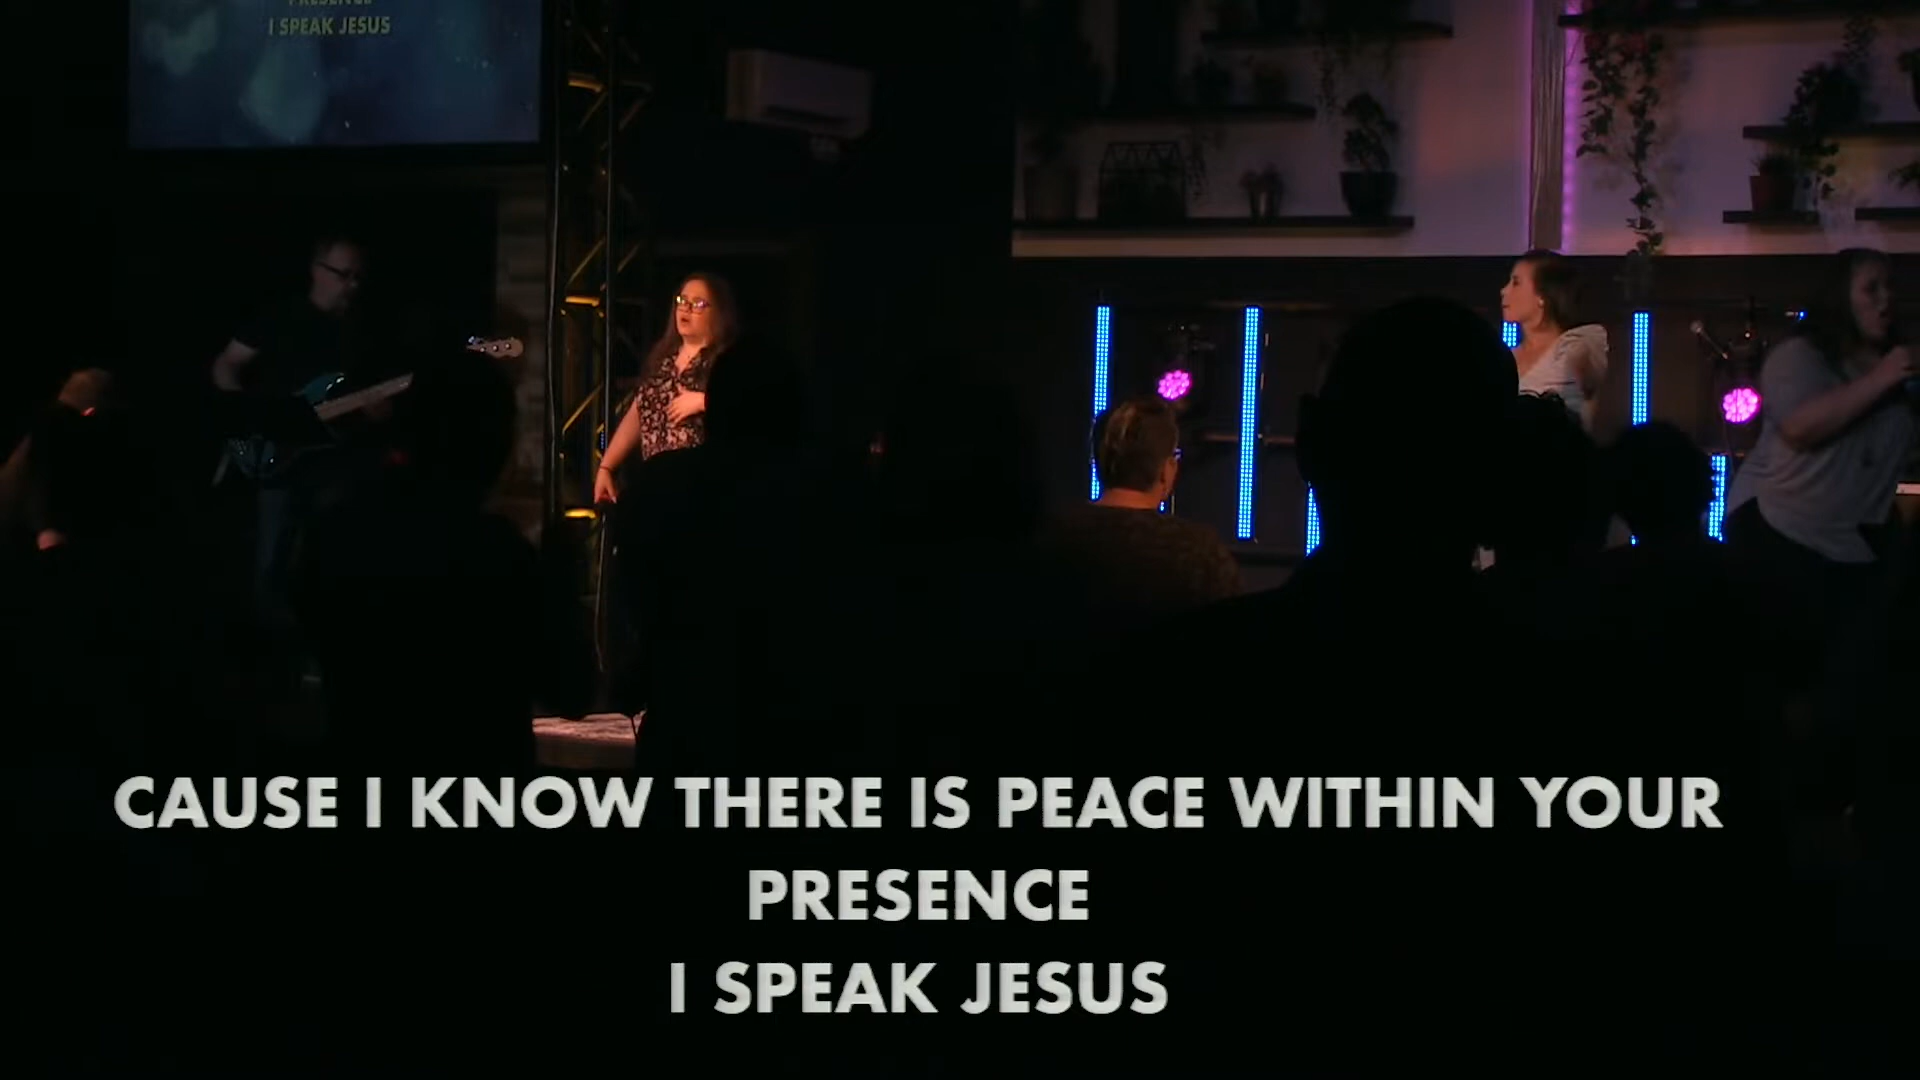 PRESENCE
I SPEAK JESUS
CAUSE I KNOW THERE IS PEACE WITHIN YOUR
PRESENCE
I SPEAK JESUS